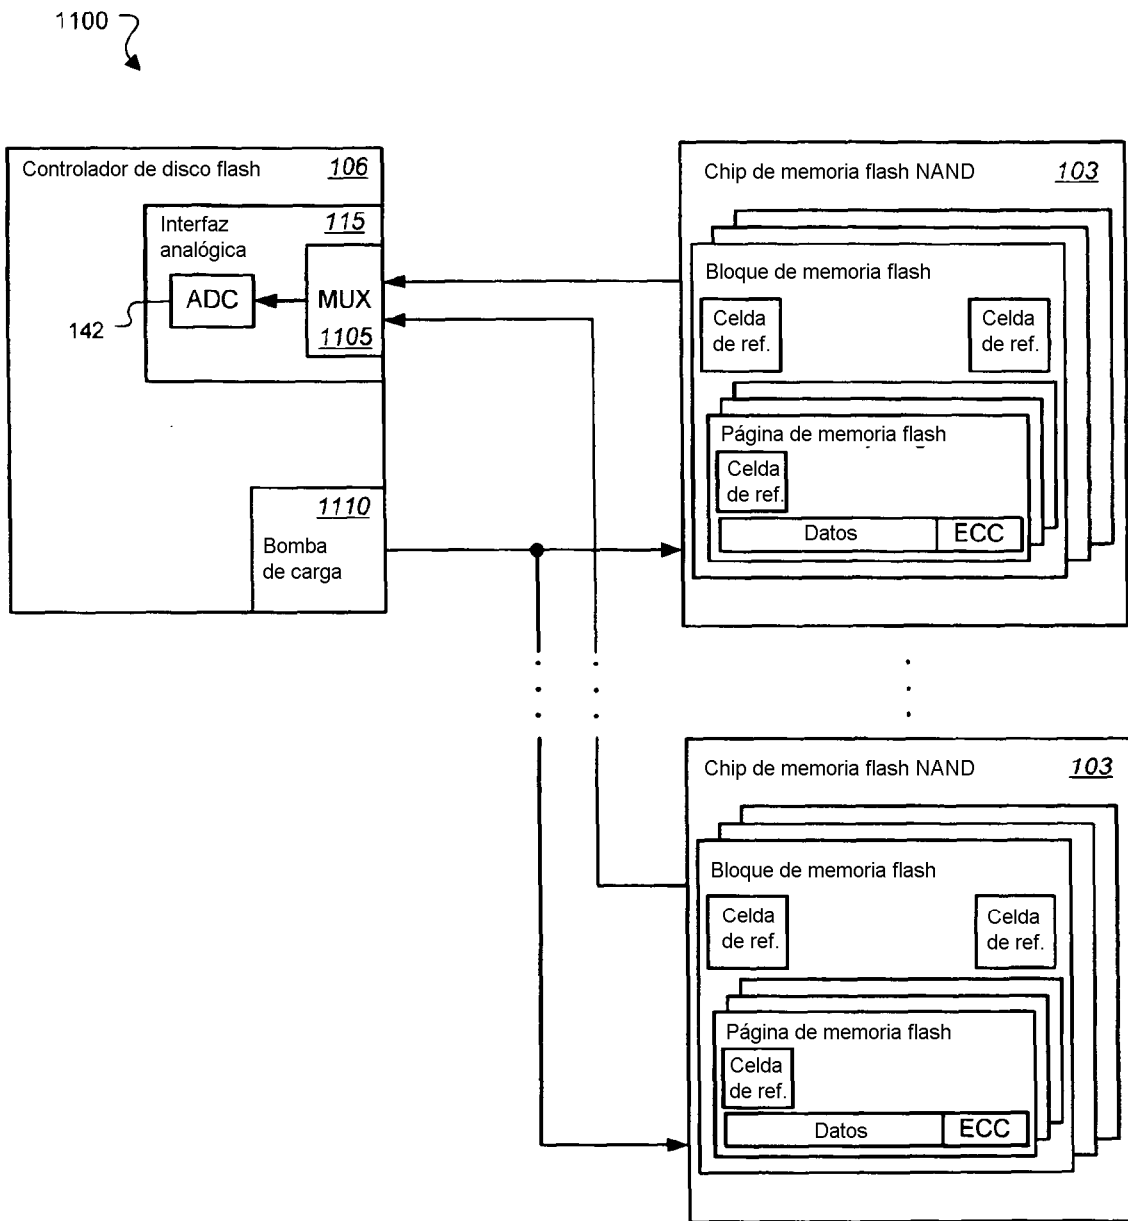 1100
Controlador de disco flash 106
Interfaz
analógica
115
ADC
MUX
1105
142
1110
Bomba
de carga
Chip de memoria flash NAND 103
Bloque de memoria flash
Celda
de ref.
Celda
de ref.
Página de memoria flash
Celda
de ref.
Datos ECC
Chip de memoria flash NAND 103
Bloque de memoria flash
Celda
de ref.
Celda
de ref.
Página de memoria flash
Celda
de ref.
Datos ECC